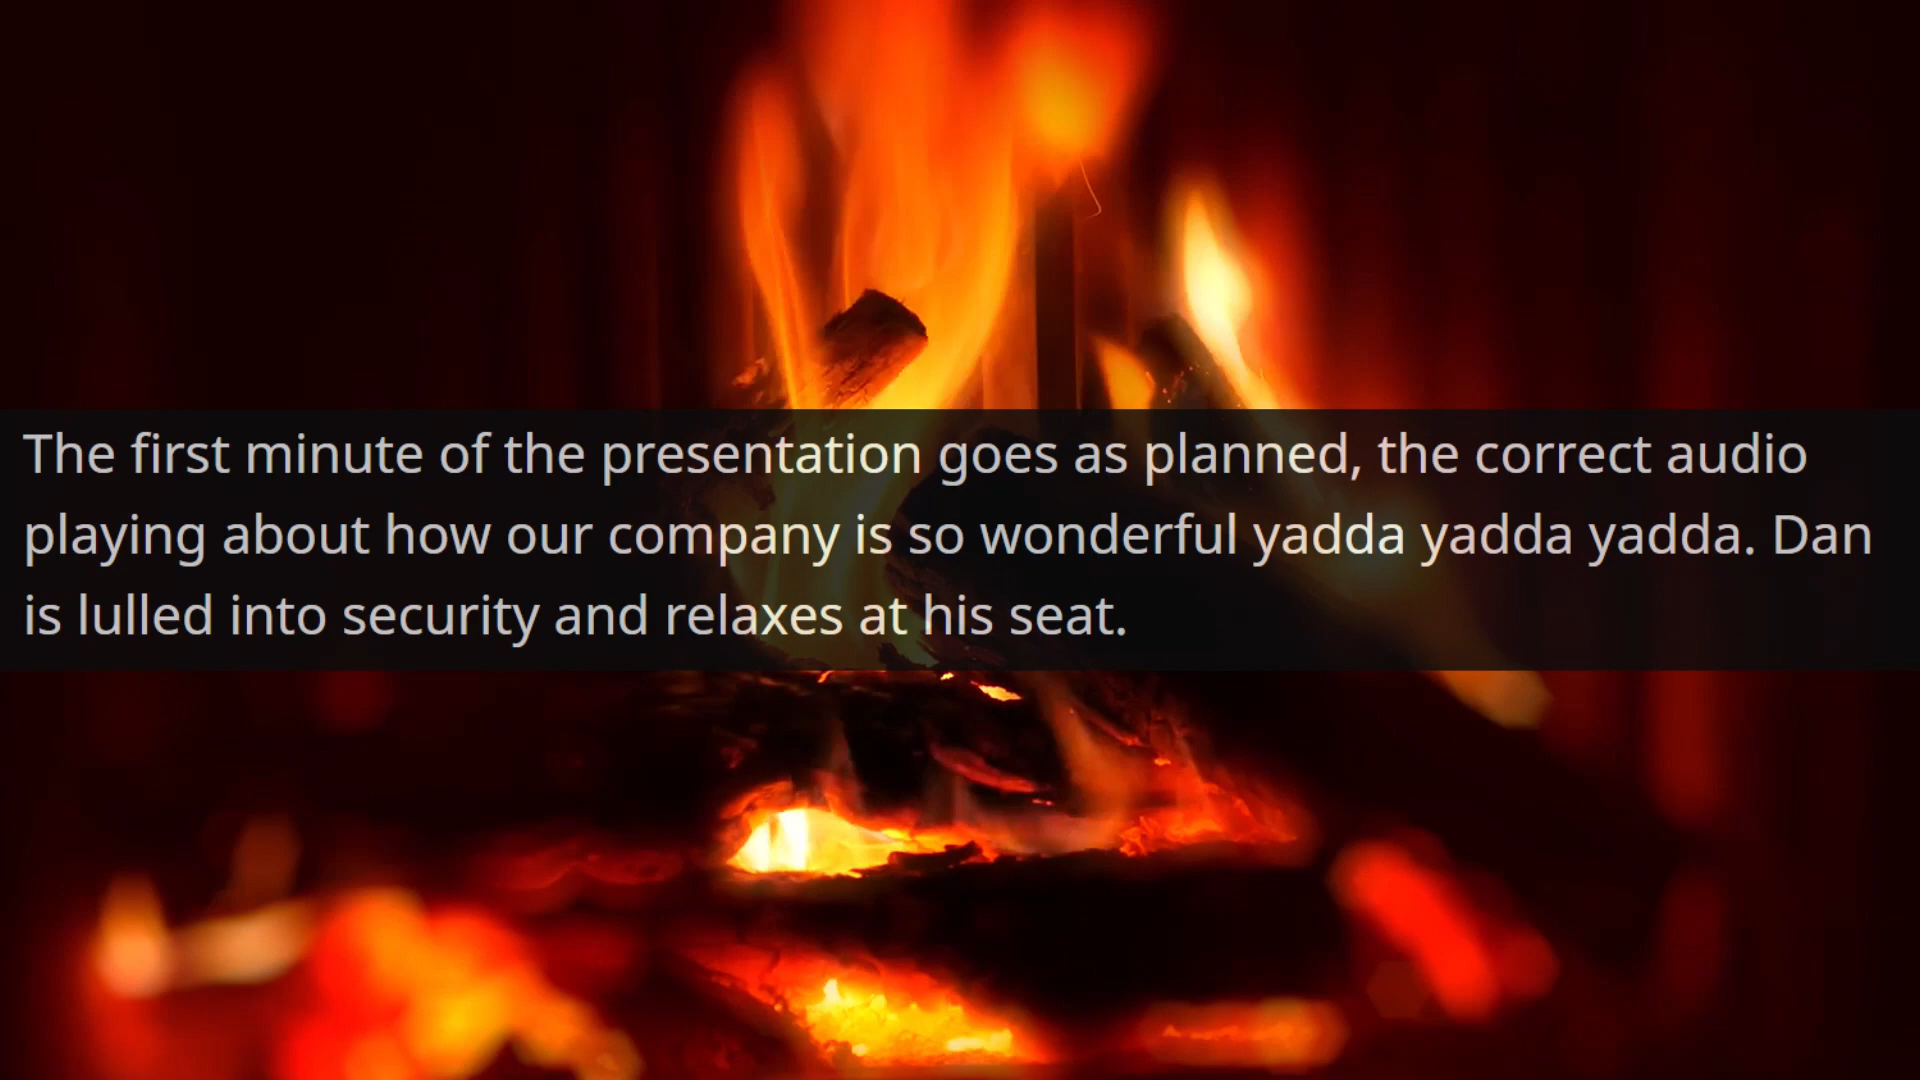 The first minute of the presentation goes as planned, the correct audio
playing about how our company is so wonderful yadda yadda yadda. Dan
is lulled into security and relaxes at his seat.